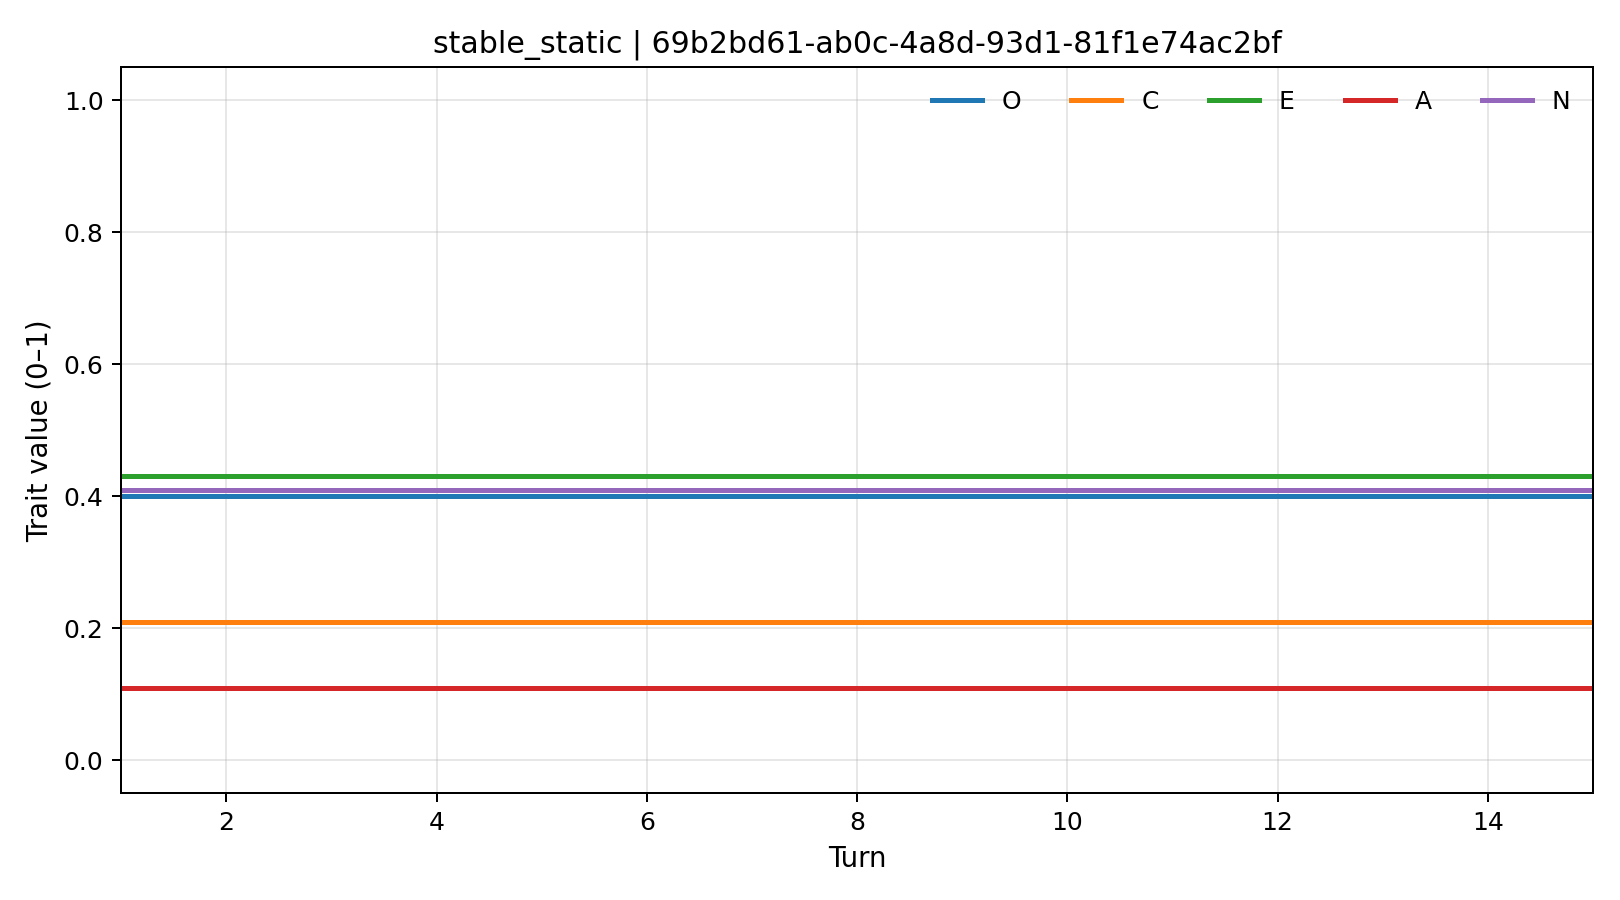 stable_static | 69b2bd61-ab0c-4a8d-93d1-81f1e74ac2bf
O C E A N
Trait value (0–1)
1.0
0.8
0.6
0.4
0.2
0.0
2 4 6 8 10 12 14
Turn